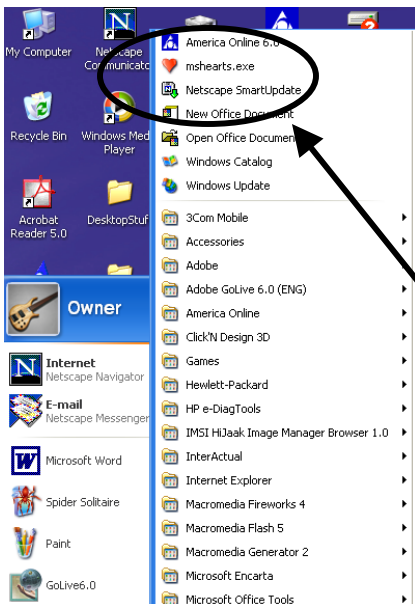 My Computer
Netscape
Communicato
Recycle Bin
Windows Med
Player
Acrobat
Reader 5.0
DesktopStuf
Owner
Internet
Netscape Navigator
E-mail
Netscape Messenger
Microsoft Word
Spider Solitaire
Paint
GoLive6.0
America Online 6.0
mshearts.exe
Netscape SmartUpdate
New Office Document
Open Office Document
Windows Catalog
Windows Update
3Com Mobile
Accessories
Adobe
Adobe GoLive 6.0 (ENG)
America Online
Click'N Design 3D
Games
Hewlett-Packard
HP e-DiagTools
IMSI HiJaak Image Manager Browser 1.0
InterActual
Internet Explorer
Macromedia Fireworks 4
Macromedia Flash 5
Macromedia Generator 2
Microsoft Encarta
Microsoft Office Tools